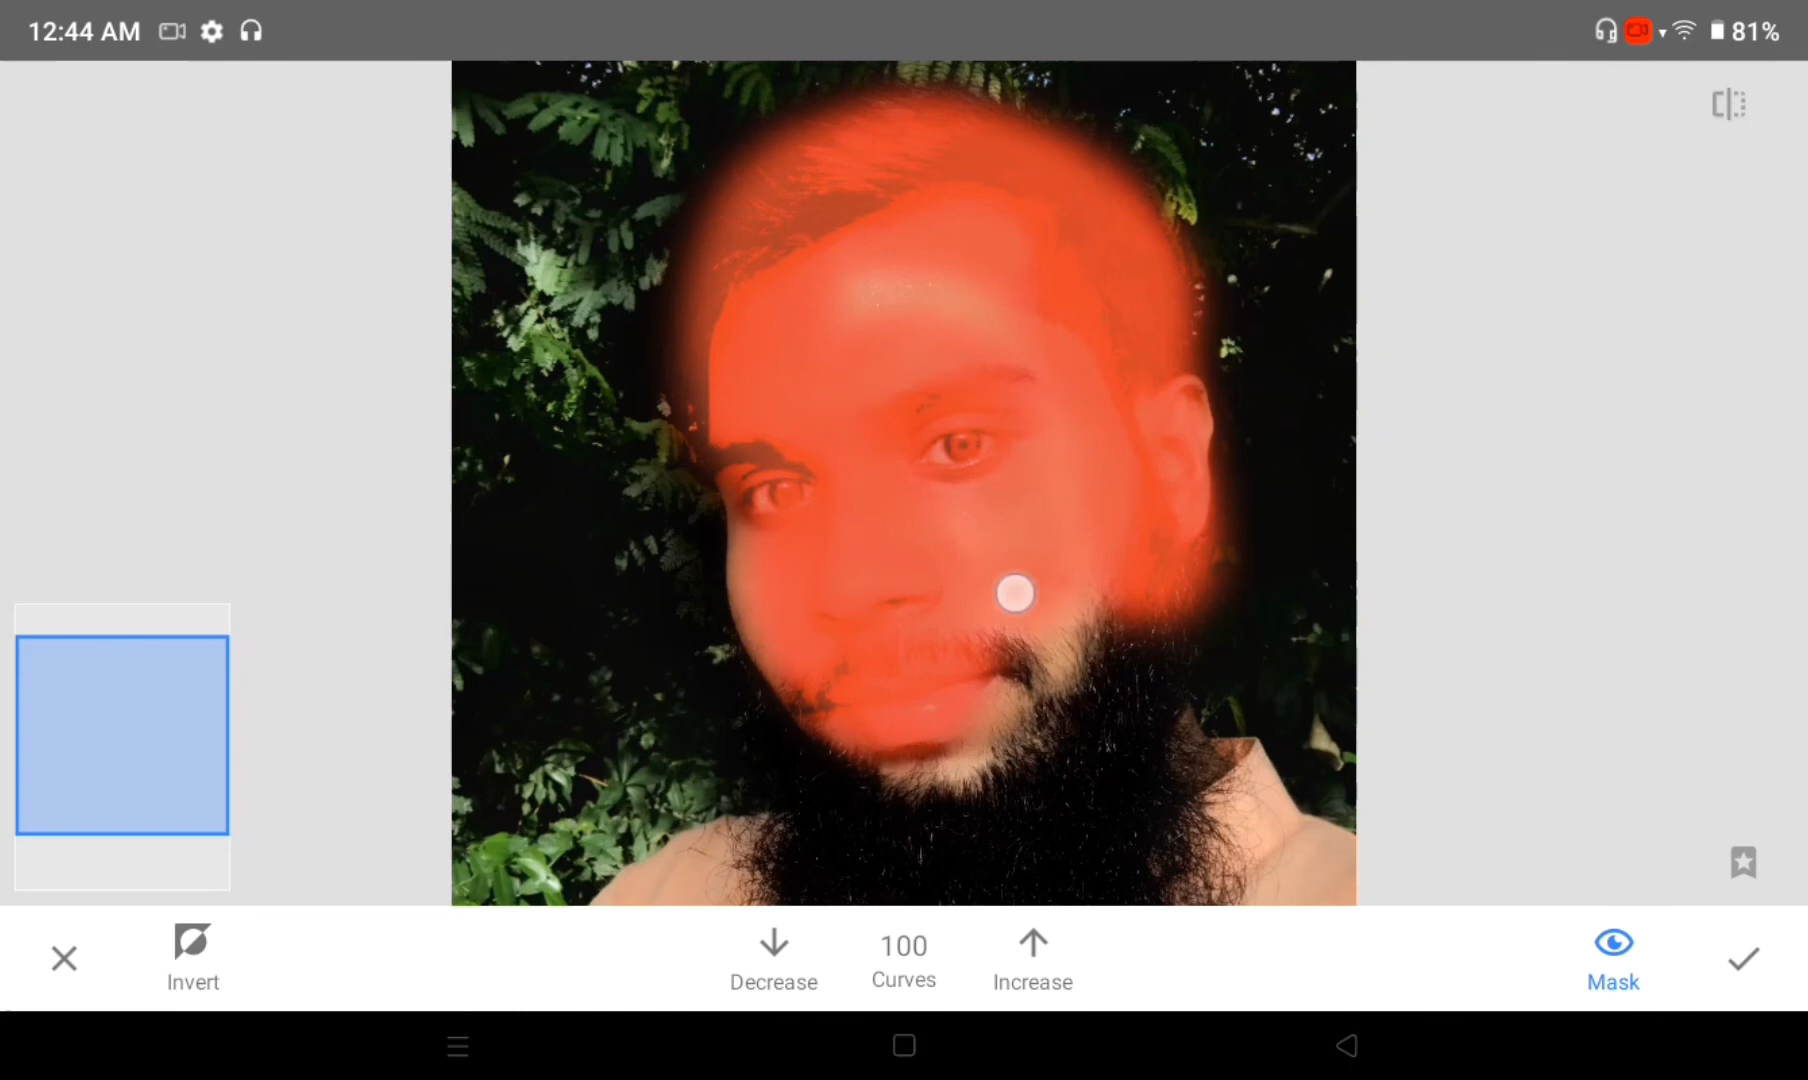 12:44 AM
81%
Invert
Decrease
100
Curves
Increase
Mask